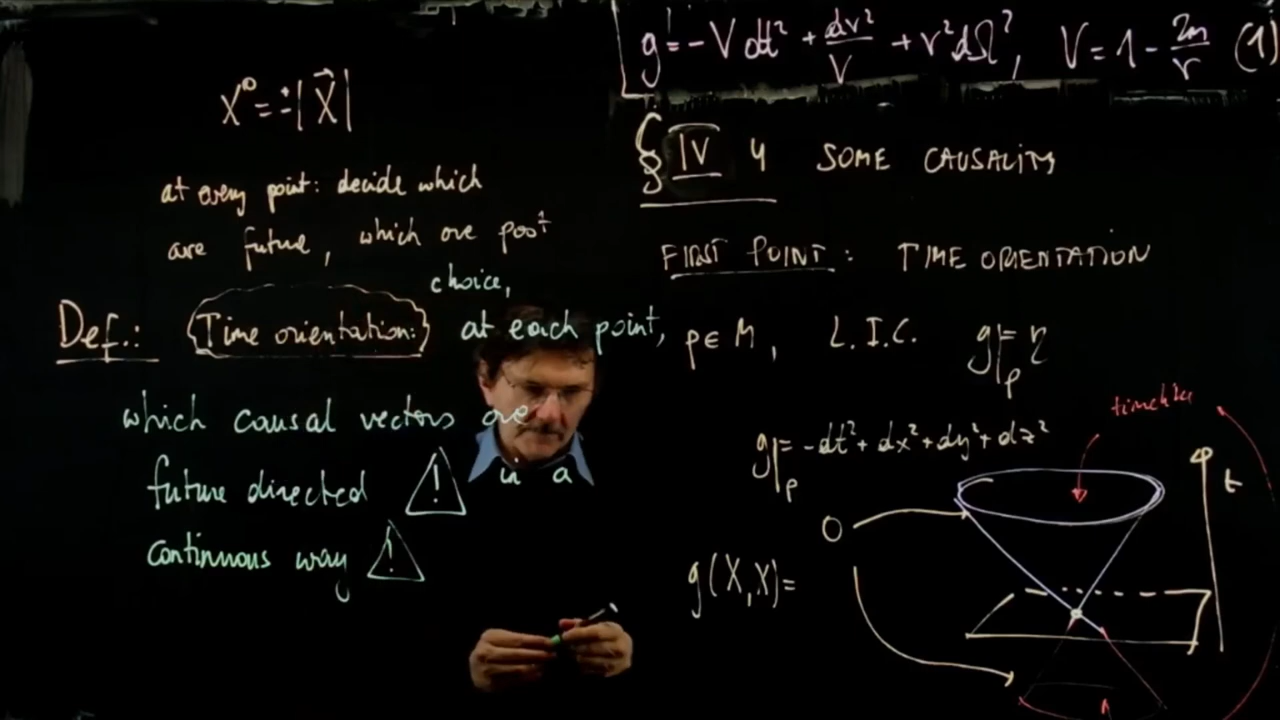 g = -V dt² + dr²/V + r² dΩ², V = 1 - 2m/r (1)
X⁰ = ±|X⃗|
§ IV 4 SOME CAUSALITY
at every point: decide which
are future, which are past
FIRST POINT: TIME ORIENTATION
choice,
Def.: Time orientation: at each point,
p ∈ M, L.I.C. g|ₚ = η
which causal vectors are
timelike
g|ₚ = -dt² + dx² + dy² + dz²
future directed ! in a
t
0
continuous way !
g(X,X) =